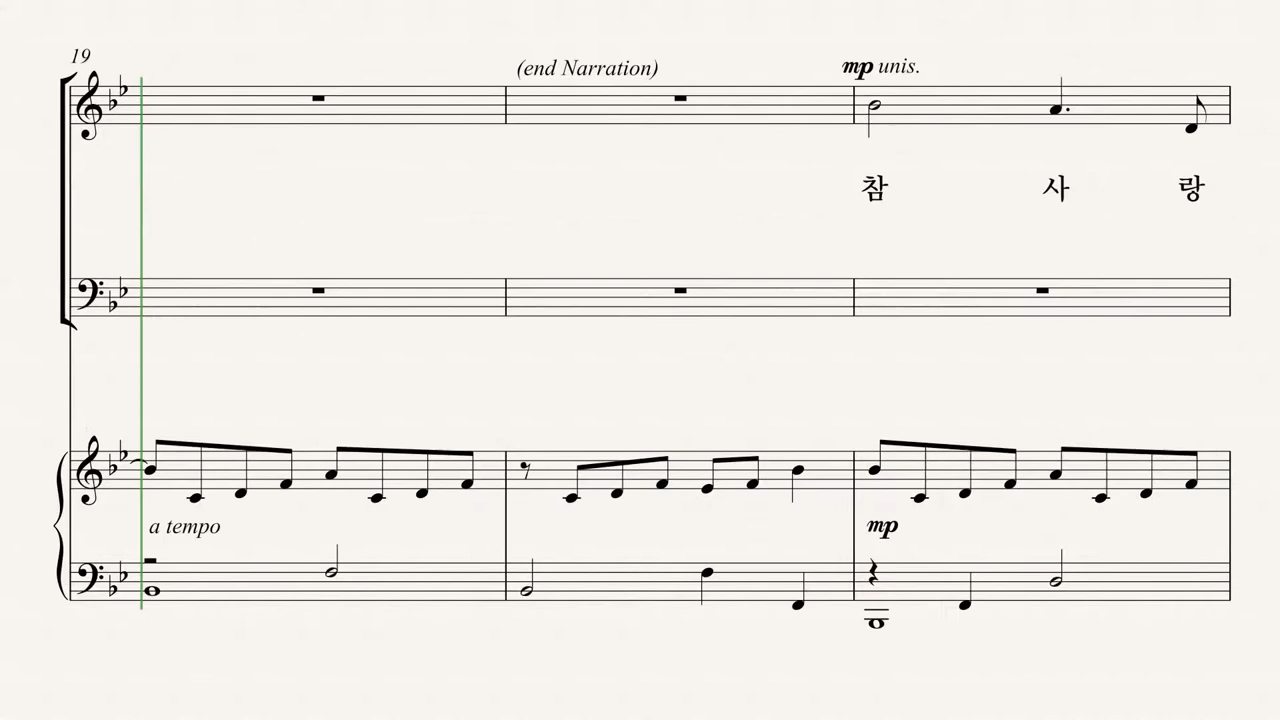 19
(end Narration)
mp unis.
참 사 랑
a tempo
mp